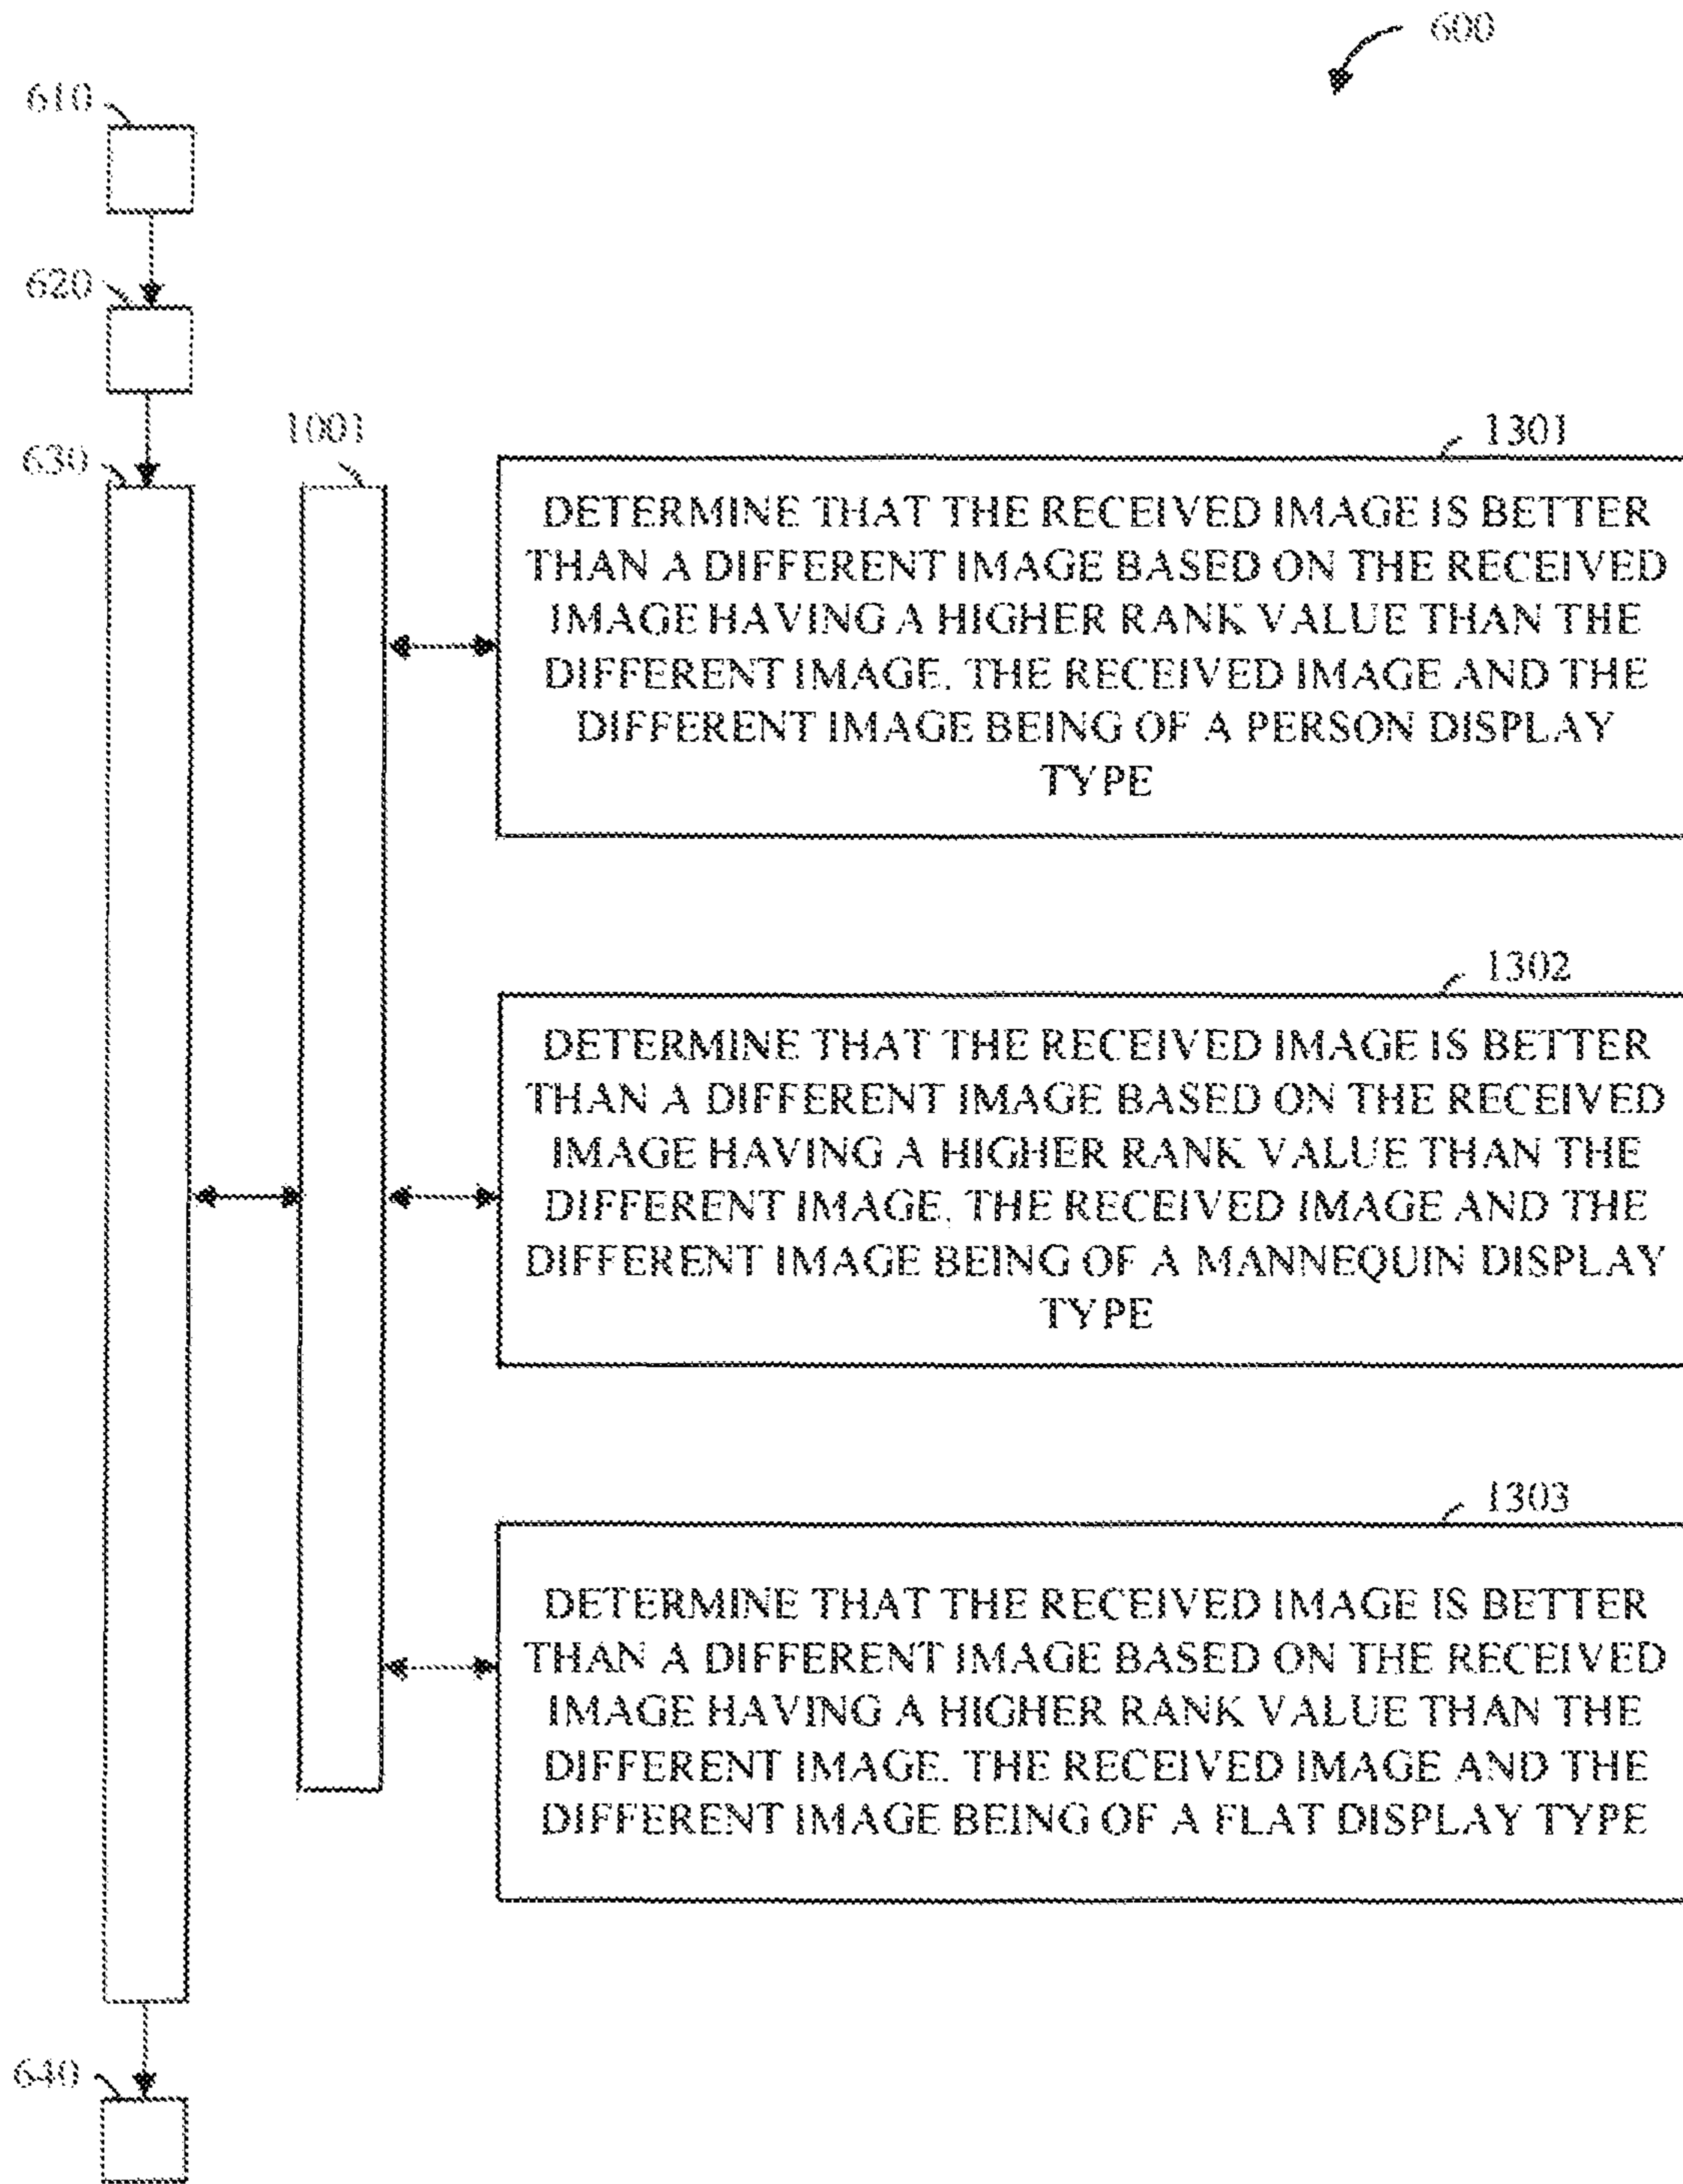 600
610
620
630
1001
1301
DETERMINE THAT THE RECEIVED IMAGE IS BETTER
THAN A DIFFERENT IMAGE BASED ON THE RECEIVED
IMAGE HAVING A HIGHER RANK VALUE THAN THE
DIFFERENT IMAGE, THE RECEIVED IMAGE AND THE
DIFFERENT IMAGE BEING OF A PERSON DISPLAY
TYPE
1302
DETERMINE THAT THE RECEIVED IMAGE IS BETTER
THAN A DIFFERENT IMAGE BASED ON THE RECEIVED
IMAGE HAVING A HIGHER RANK VALUE THAN THE
DIFFERENT IMAGE, THE RECEIVED IMAGE AND THE
DIFFERENT IMAGE BEING OF A MANNEQUIN DISPLAY
TYPE
1303
DETERMINE THAT THE RECEIVED IMAGE IS BETTER
THAN A DIFFERENT IMAGE BASED ON THE RECEIVED
IMAGE HAVING A HIGHER RANK VALUE THAN THE
DIFFERENT IMAGE, THE RECEIVED IMAGE AND THE
DIFFERENT IMAGE BEING OF A FLAT DISPLAY TYPE
640